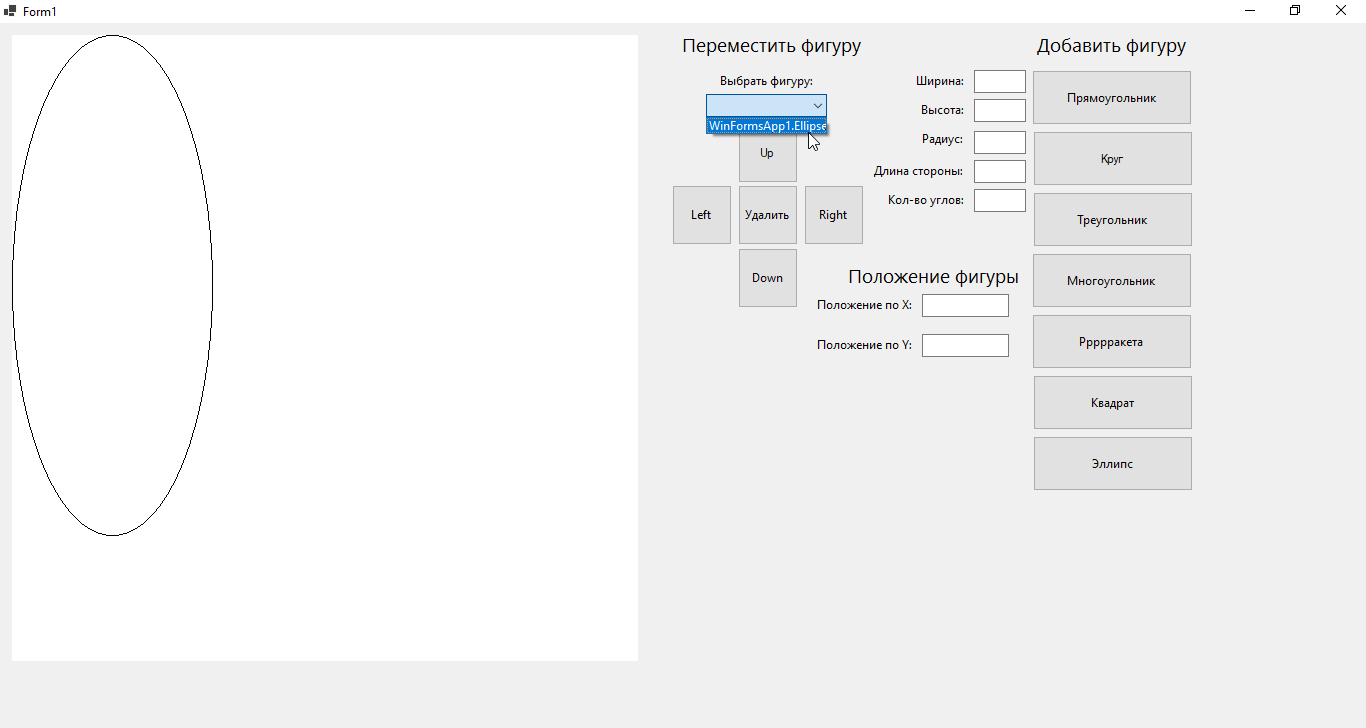 Form1
Переместить фигуру
Выбрать фигуру:
WinFormsApp1.Ellipse
Up
Left
Удалить
Right
Down
Ширина:
Высота:
Радиус:
Длина стороны:
Кол-во углов:
Положение фигуры
Положение по X:
Положение по Y:
Добавить фигуру
Прямоугольник
Круг
Треугольник
Многоугольник
Рррррракета
Квадрат
Эллипс